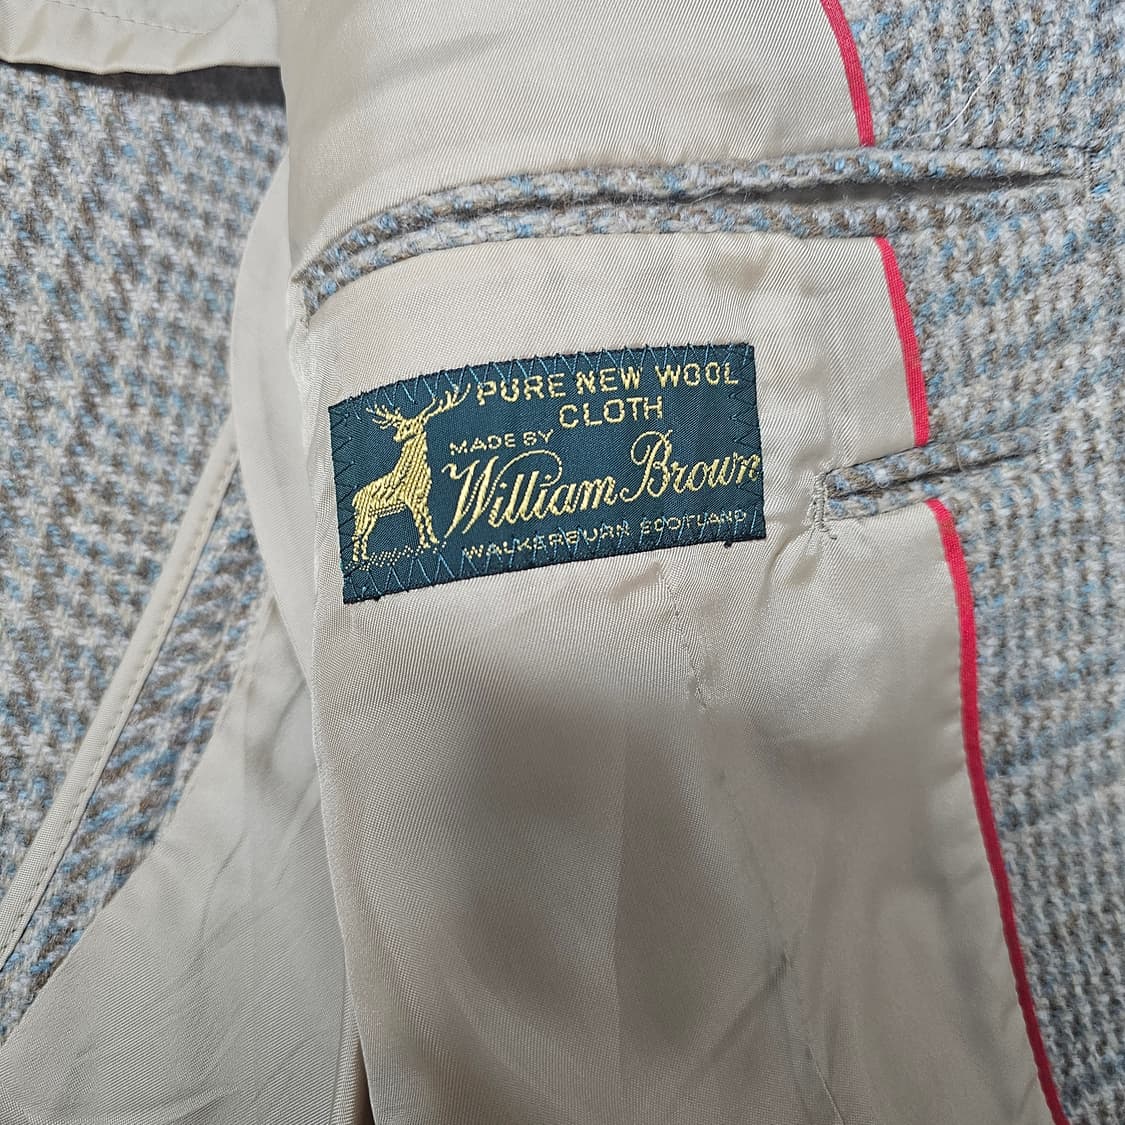 PURE NEW WOOL
CLOTH
MADE BY
William Brown
WALKERBURN SCOTLAND